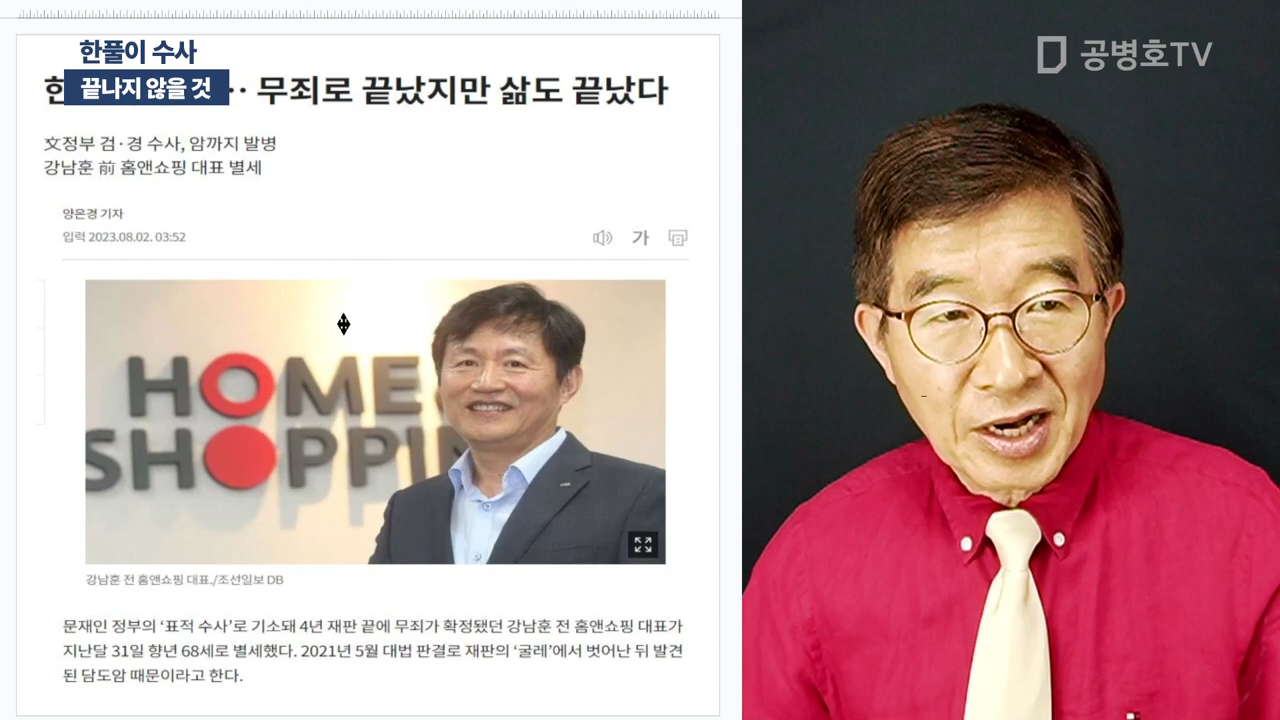 한풀이 수사
끝나지 않을 것
한 ‥ 무죄로 끝났지만 삶도 끝났다
文정부 검·경 수사, 암까지 발병
강남훈 前 홈앤쇼핑 대표 별세
양은경 기자
입력 2023.08.02. 03:52
가
HOME
SHOPPIN
강남훈 전 홈앤쇼핑 대표./조선일보 DB
문재인 정부의 ‘표적 수사’로 기소돼 4년 재판 끝에 무죄가 확정됐던 강남훈 전 홈앤쇼핑 대표가
지난달 31일 향년 68세로 별세했다. 2021년 5월 대법 판결로 재판의 ‘굴레’에서 벗어난 뒤 발견
된 담도암 때문이라고 한다.
공병호TV